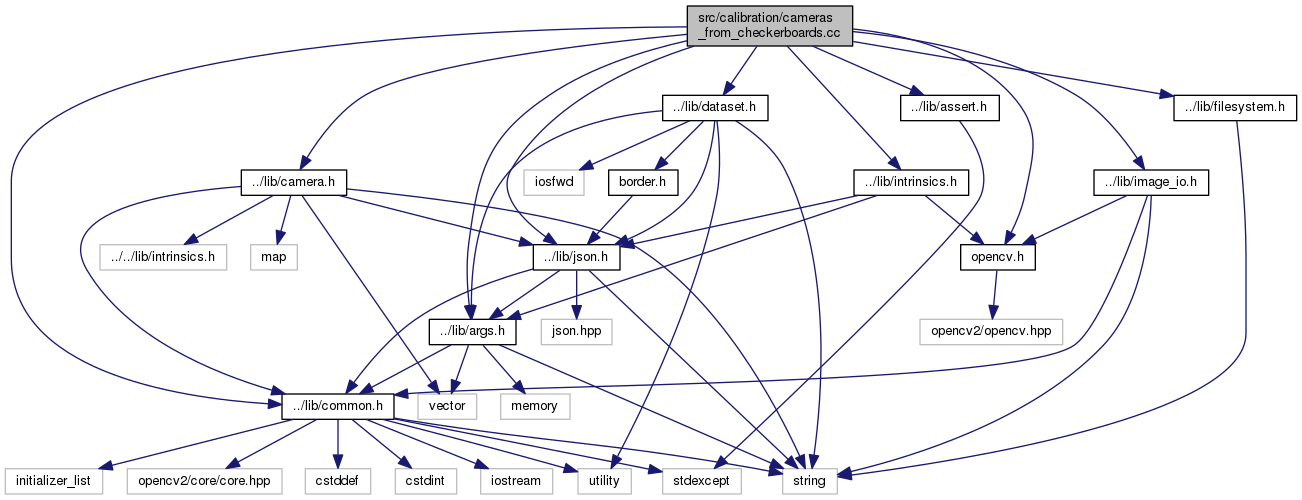 src/calibration/cameras
_from_checkerboards.cc
../lib/dataset.h
../lib/assert.h
../lib/filesystem.h
../lib/camera.h
iosfwd
border.h
../lib/intrinsics.h
../lib/image_io.h
../../lib/intrinsics.h
map
../lib/json.h
opencv.h
../lib/args.h
json.hpp
opencv2/opencv.hpp
../lib/common.h
vector
memory
initializer_list
opencv2/core/core.hpp
cstddef
cstdint
iostream
utility
stdexcept
string